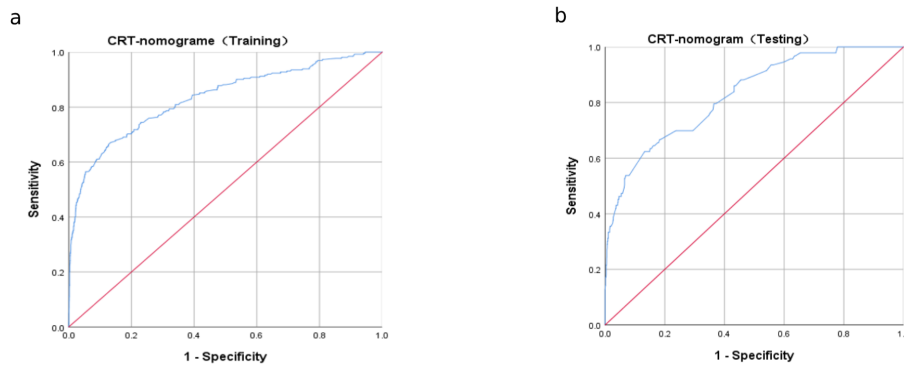 a
CRT-nomograme（Training）
1.0
0.8
0.6
0.4
0.2
0.0
Sensitivity
0.0 0.2 0.4 0.6 0.8 1.0
1 - Specificity
b
CRT-nomogram（Testing）
1.0
0.8
0.6
0.4
0.2
0.0
Sensitivity
0.0 0.2 0.4 0.6 0.8 1.0
1 - Specificity